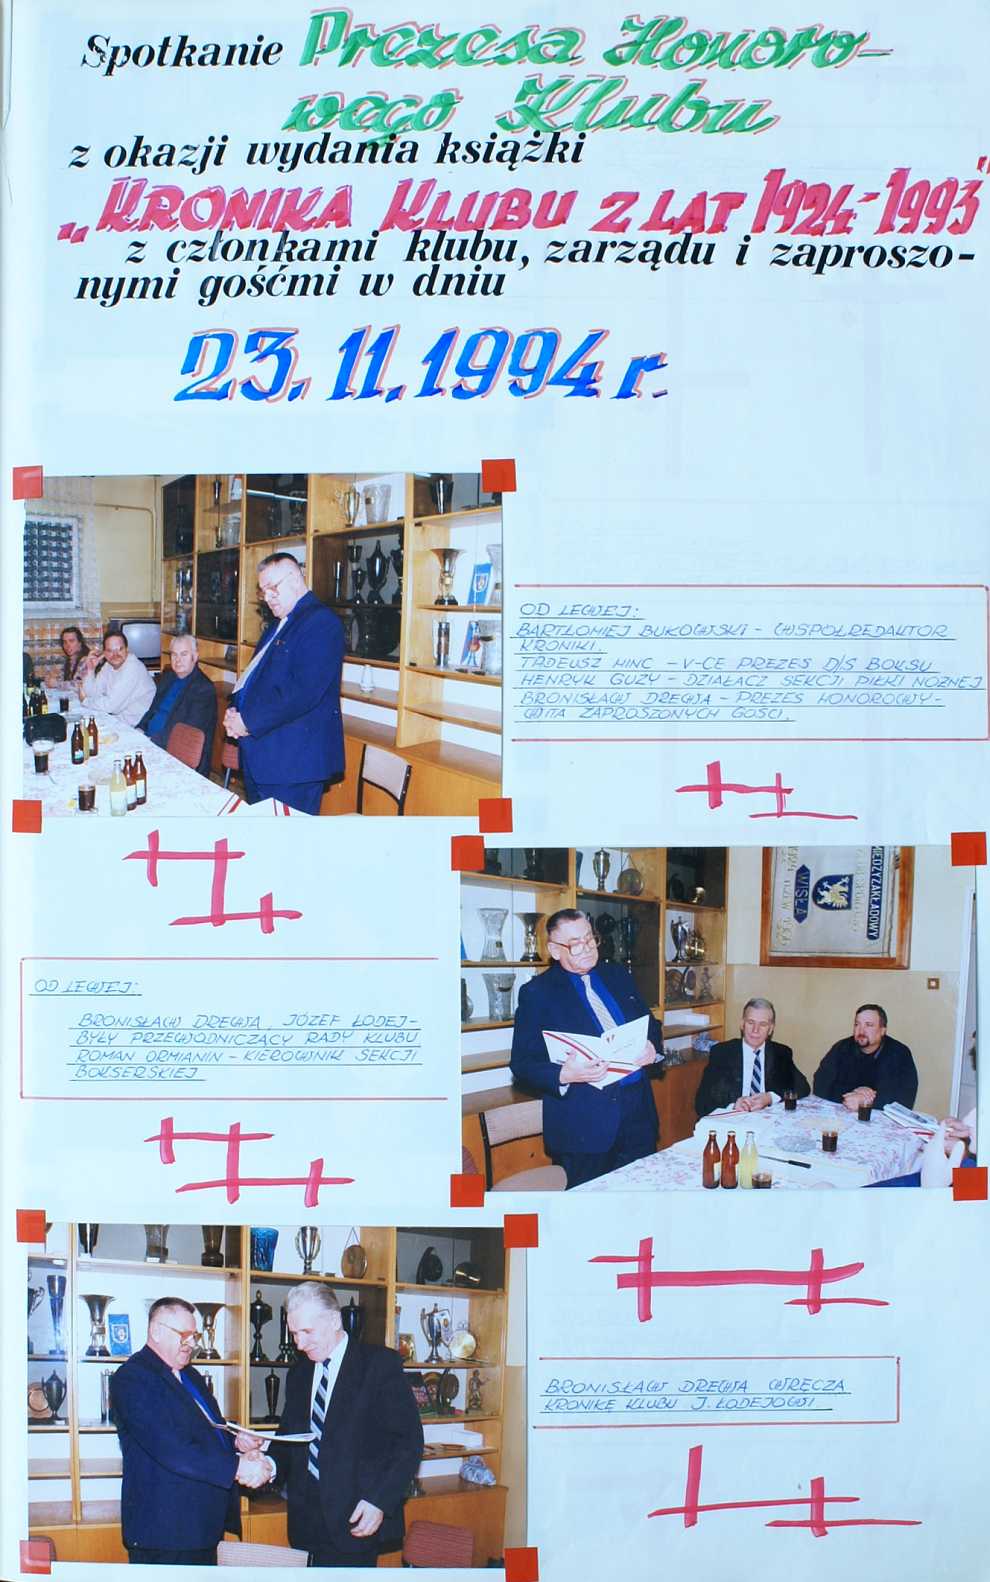 Spotkanie Prezesa Honoro-
wego Klubu
z okazji wydania książki
„KRONIKA KLUBU Z LAT 1924-1993”
z członkami klubu, zarządu i zaproszo-
nymi gośćmi w dniu
23.11.1994 r.
OD LEWEJ:
BARTŁOMIEJ BUKOWSKI - WSPÓŁREDAKTOR
KRONIKI.
TADEUSZ HINC - V-CE PREZES D/S BOKSU
HENRYK GUZY - DZIAŁACZ SEKCJI PIŁKI NOŻNEJ
BRONISŁAW DREWA - PREZES HONOROWY -
WITA ZAPROSZONYCH GOŚCI.
MIĘDZYZAKŁADOWY
WISŁA
OD LEWEJ:
BRONISŁAW DREWA, JÓZEF ŁODEJ -
BYŁY PRZEWODNICZĄCY RADY KLUBU
ROMAN ORMIANIN - KIEROWNIK SEKCJI
BOKSERSKIEJ
BRONISŁAW DREWA WRĘCZA
KRONIKĘ KLUBU J. ŁODEJOWI